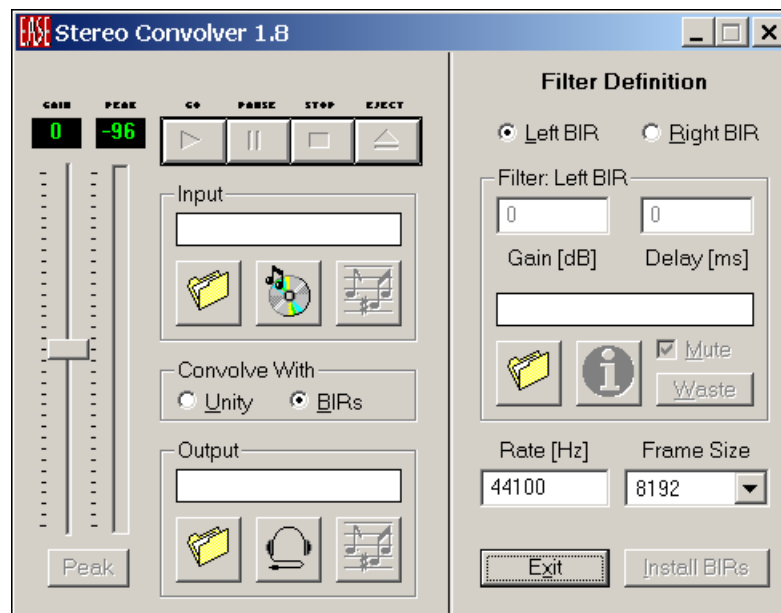 EASE Stereo Convolver 1.8
GAIN PEAK GO PAUSE STOP EJECT
0 -96
Input
Convolve With
Unity BIRs
Output
Peak
Filter Definition
Left BIR Right BIR
Filter: Left BIR
0 0
Gain [dB] Delay [ms]
Mute
Waste
Rate [Hz] Frame Size
44100 8192
Exit Install BIRs